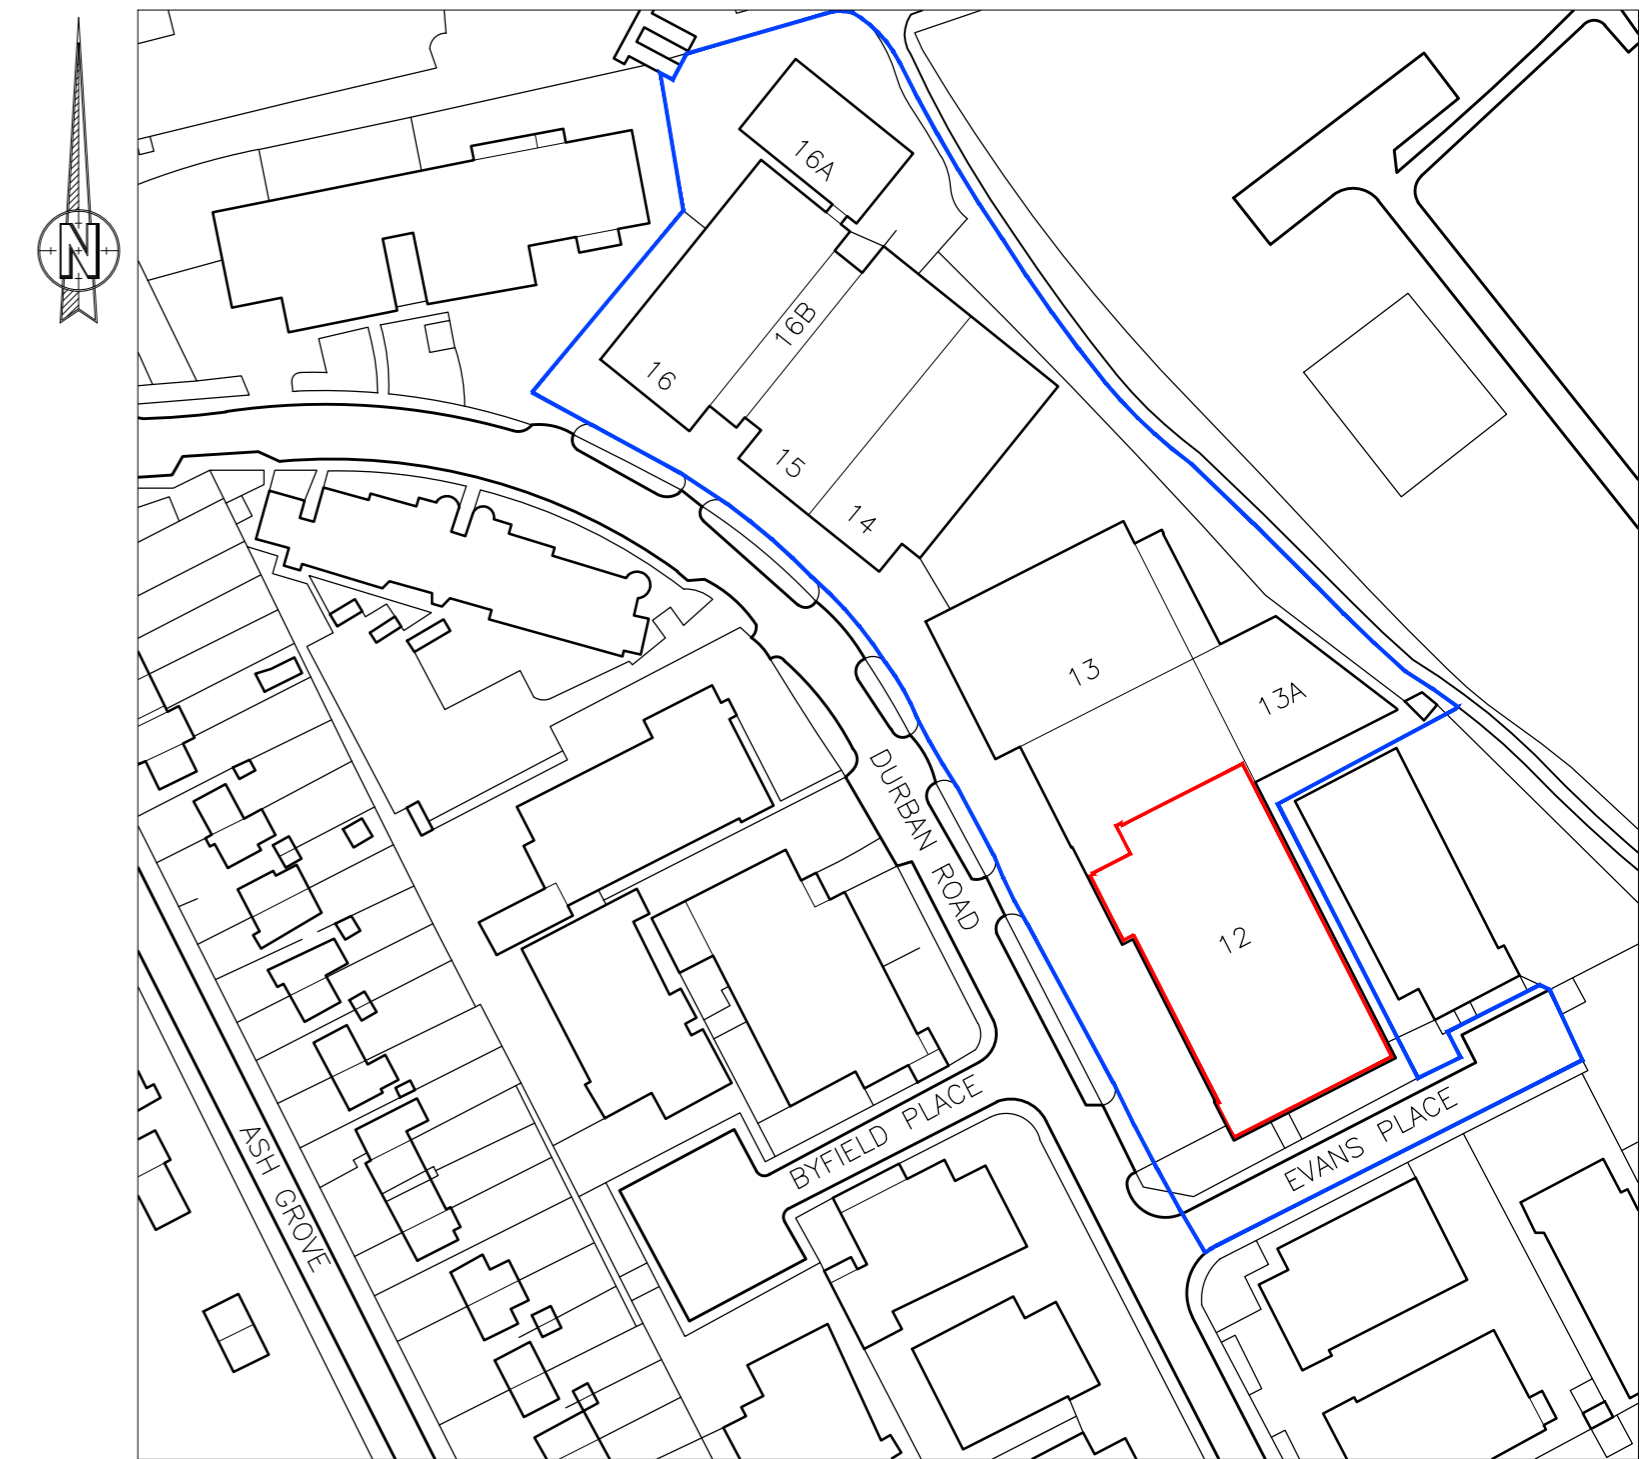 N
16A
16B
16
15
14
13
13A
12
DURBAN ROAD
BYFIELD PLACE
EVANS PLACE
ASH GROVE